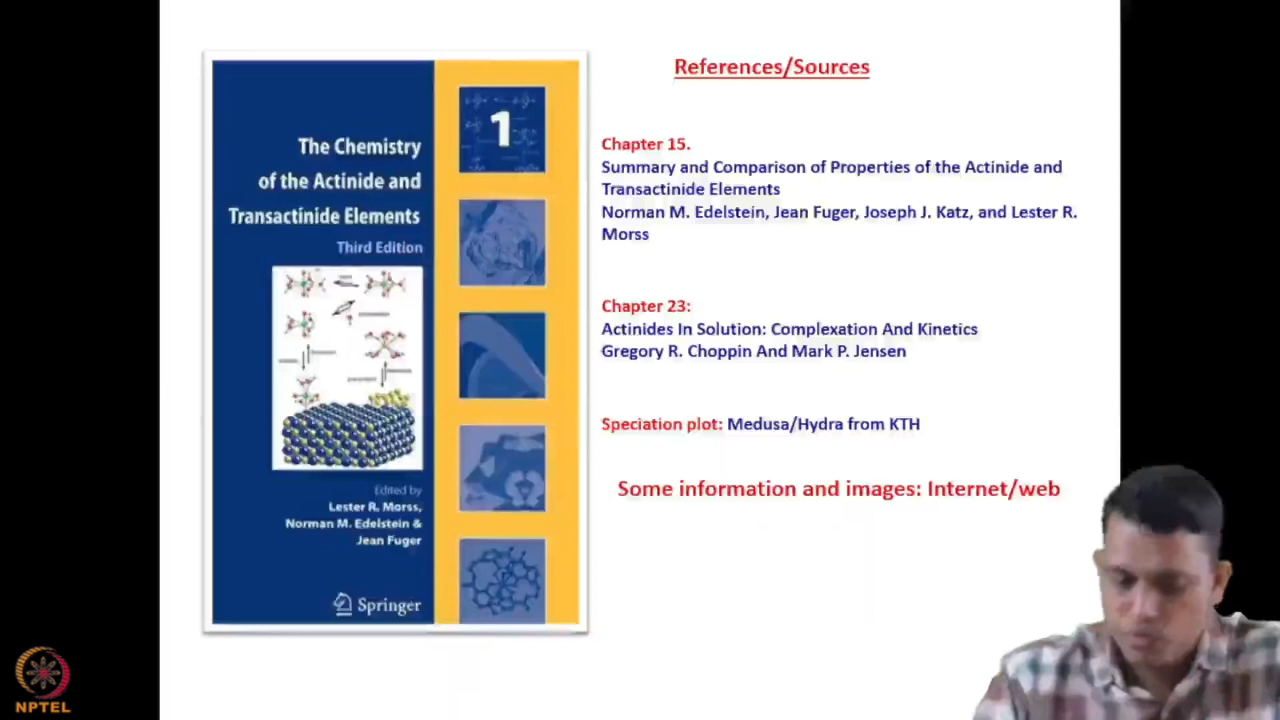 The Chemistry
of the Actinide and
Transactinide Elements
Third Edition
1
Edited by
Lester R. Morss,
Norman M. Edelstein &
Jean Fuger
Springer
References/Sources
Chapter 15.
Summary and Comparison of Properties of the Actinide and
Transactinide Elements
Norman M. Edelstein, Jean Fuger, Joseph J. Katz, and Lester R.
Morss
Chapter 23:
Actinides In Solution: Complexation And Kinetics
Gregory R. Choppin And Mark P. Jensen
Speciation plot: Medusa/Hydra from KTH
Some information and images: Internet/web
NPTEL